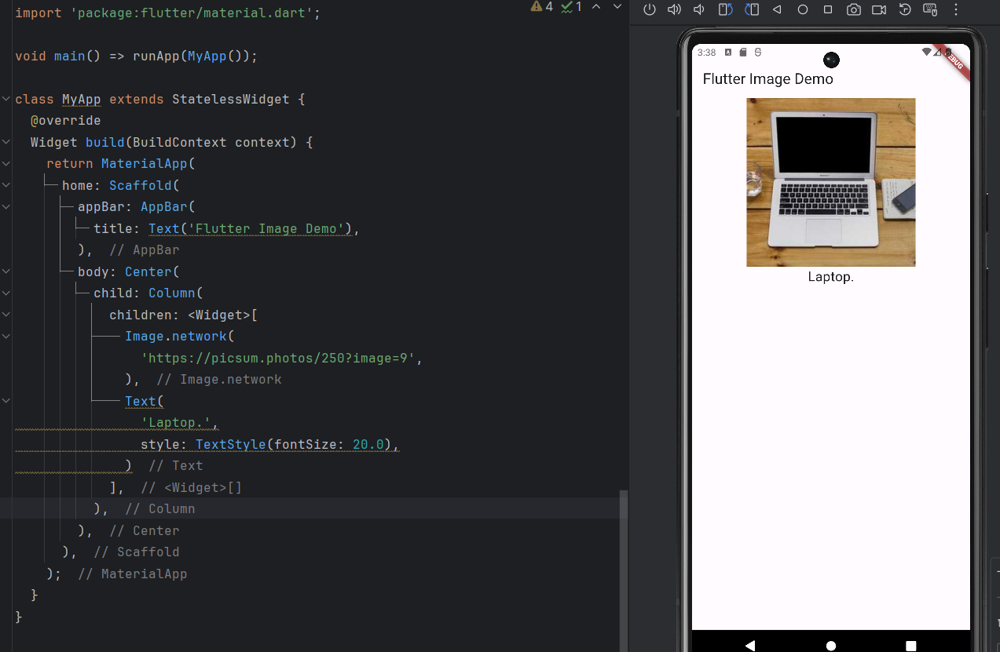 import 'package:flutter/material.dart';
void main() => runApp(MyApp());
class MyApp extends StatelessWidget {
@override
Widget build(BuildContext context) {
return MaterialApp(
home: Scaffold(
appBar: AppBar(
title: Text('Flutter Image Demo'),
), // AppBar
body: Center(
child: Column(
children: <Widget>[
Image.network(
'https://picsum.photos/250?image=9',
), // Image.network
Text(
'Laptop.',
style: TextStyle(fontSize: 20.0),
) // Text
], // <Widget>[]
), // Column
), // Center
), // Scaffold
); // MaterialApp
}
}
4 1
3:38
DEBUG
Flutter Image Demo
Laptop.